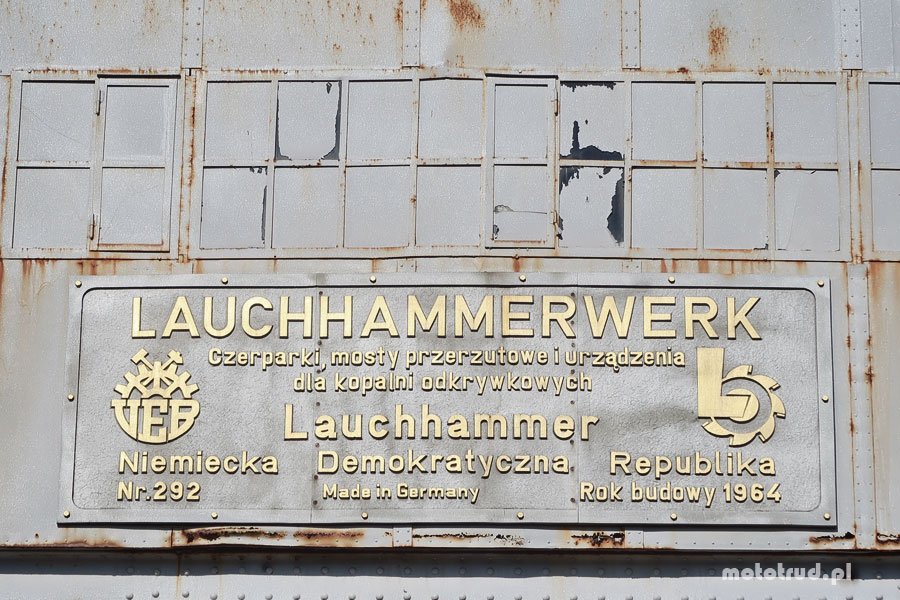 LAUCHHAMMERWERK
Czerparki, mosty przerzutowe i urządzenia
dla kopalni odkrywkowych
VEB
Lauchhammer
Niemiecka Demokratyczna Republika
Nr. 292 Made in Germany Rok budowy 1964
mototrud.pl